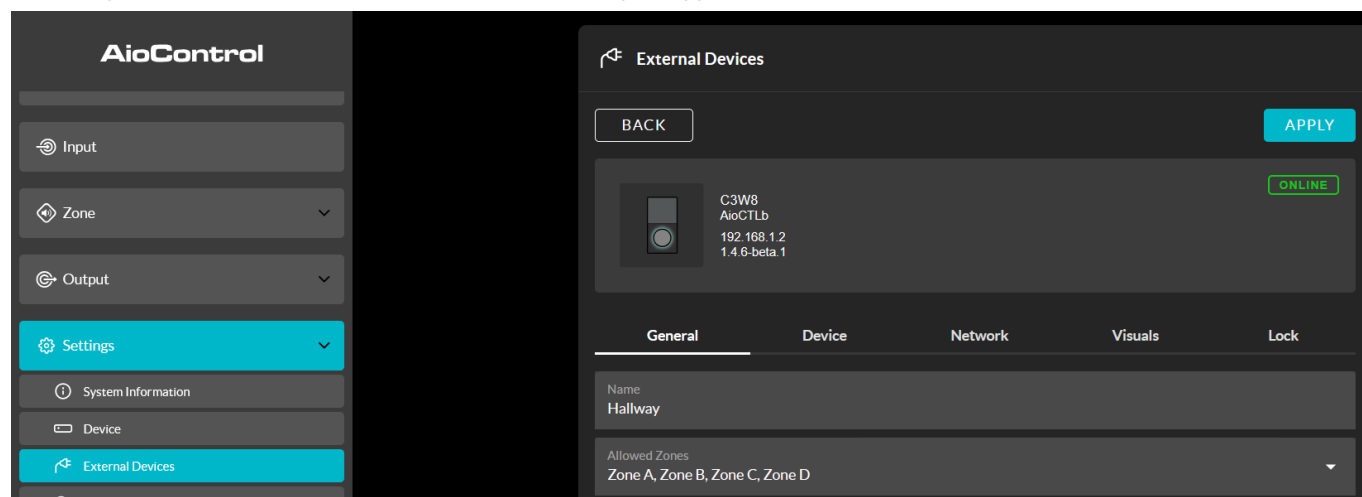 AioControl
Input
Zone
Output
Settings
System Information
Device
External Devices
External Devices
BACK
APPLY
C3W8
AioCTLb
192.168.1.2
1.4.6-beta.1
ONLINE
General Device Network Visuals Lock
Name
Hallway
Allowed Zones
Zone A, Zone B, Zone C, Zone D